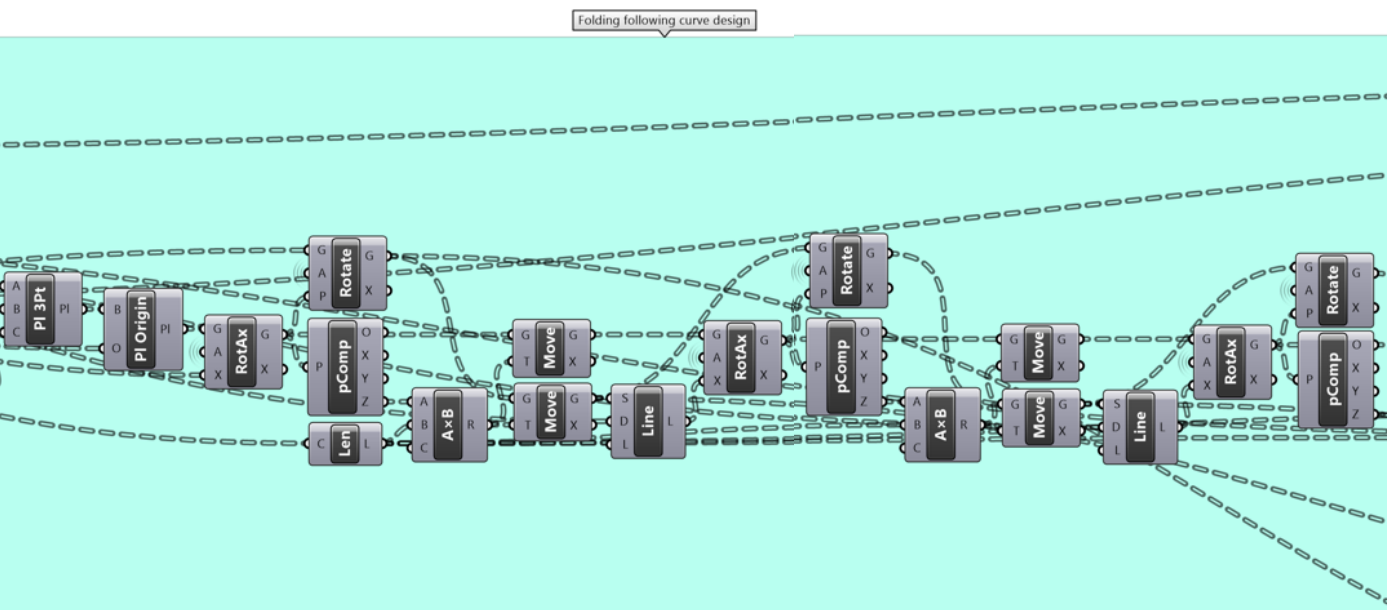 Folding following curve design
A
B
C
Pl 3Pt
Pl
B
O
Pl Origin
Pl
G
A
X
RotAx
G
X
G
A
P
Rotate
G
X
P
pComp
O
X
Y
Z
C
Len
L
A
B
C
A×B
R
G
T
Move
G
X
G
T
Move
G
X
S
D
L
Line
L
G
A
X
RotAx
G
X
G
A
P
Rotate
G
X
P
pComp
O
X
Y
Z
A
B
C
A×B
R
G
T
Move
G
X
G
T
Move
G
X
S
D
L
Line
L
G
A
X
RotAx
G
X
G
A
P
Rotate
G
X
P
pComp
O
X
Y
Z